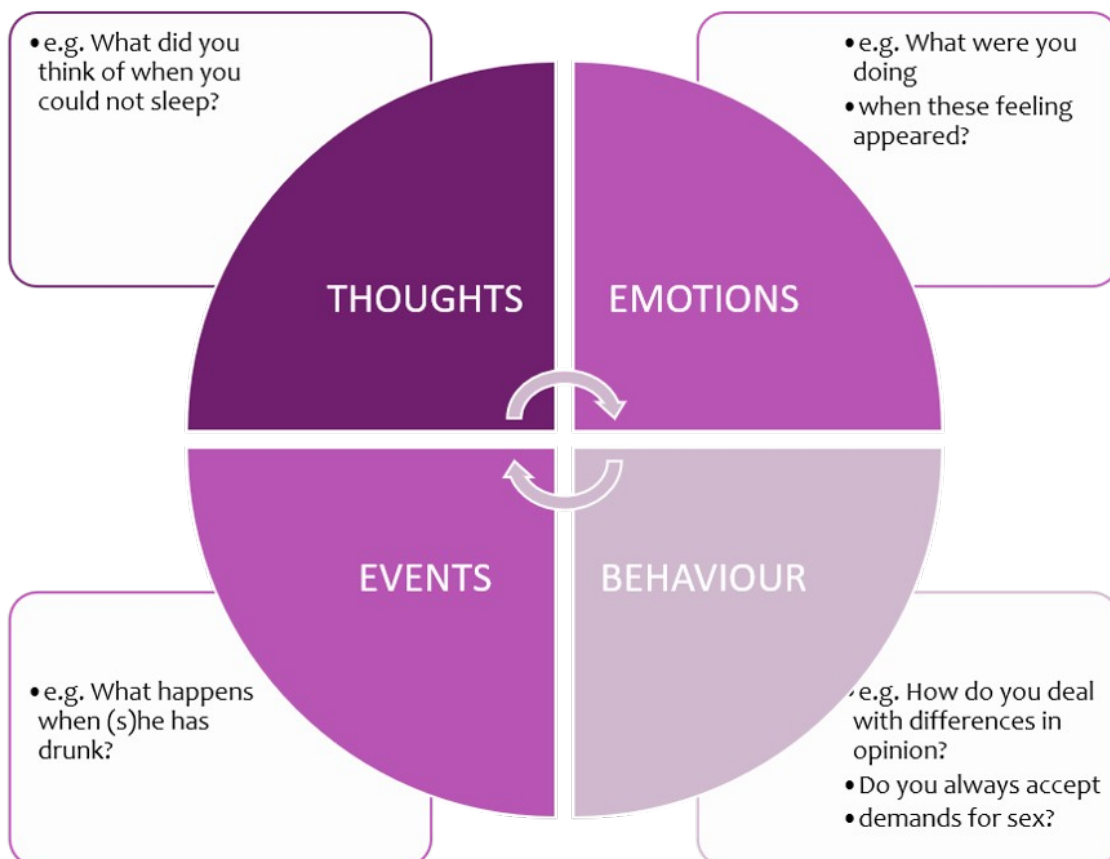 • e.g. What did you
think of when you
could not sleep?
• e.g. What were you
doing
• when these feeling
appeared?
THOUGHTS
EMOTIONS
EVENTS
BEHAVIOUR
• e.g. What happens
when (s)he has
drunk?
• e.g. How do you deal
with differences in
opinion?
• Do you always accept
• demands for sex?